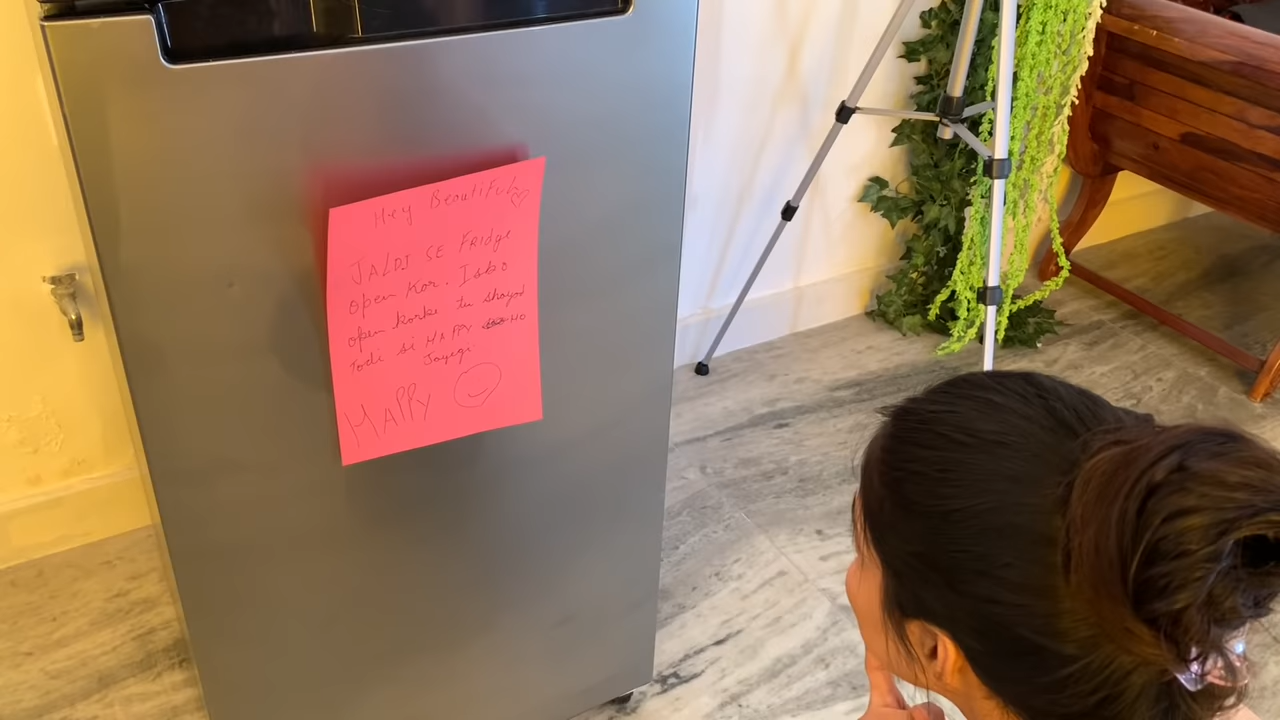 Hey Beautiful ♡
JALDI SE FRIDGE
open Kar. Isko
open karke tu shayad
Todi si HAPPY HO
Jayegi
HAPPY ☺